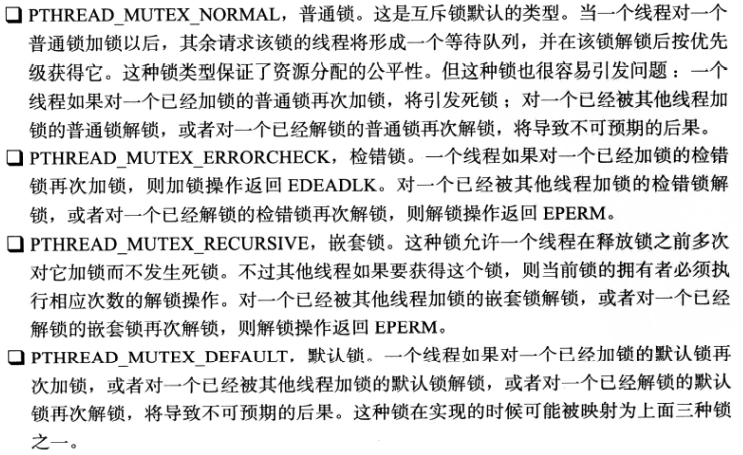 ❑ PTHREAD_MUTEX_NORMAL，普通锁。这是互斥锁默认的类型。当一个线程对一个
普通锁加锁以后，其余请求该锁的线程将形成一个等待队列，并在该锁解锁后按优先
级获得它。这种锁类型保证了资源分配的公平性。但这种锁也很容易引发问题：一个
线程如果对一个已经加锁的普通锁再次加锁，将引发死锁；对一个已经被其他线程加
锁的普通锁解锁，或者对一个已经解锁的普通锁再次解锁，将导致不可预期的后果。
❑ PTHREAD_MUTEX_ERRORCHECK，检错锁。一个线程如果对一个已经加锁的检错
锁再次加锁，则加锁操作返回 EDEADLK。对一个已经被其他线程加锁的检错锁解
锁，或者对一个已经解锁的检错锁再次解锁，则解锁操作返回 EPERM。
❑ PTHREAD_MUTEX_RECURSIVE，嵌套锁。这种锁允许一个线程在释放锁之前多次
对它加锁而不发生死锁。不过其他线程如果要获得这个锁，则当前锁的拥有者必须执
行相应次数的解锁操作。对一个已经被其他线程加锁的嵌套锁解锁，或者对一个已经
解锁的嵌套锁再次解锁，则解锁操作返回 EPERM。
❑ PTHREAD_MUTEX_DEFAULT，默认锁。一个线程如果对一个已经加锁的默认锁再
次加锁，或者对一个已经被其他线程加锁的默认锁解锁，或者对一个已经解锁的默认
锁再次解锁，将导致不可预期的后果。这种锁在实现的时候可能被映射为上面三种锁
之一。